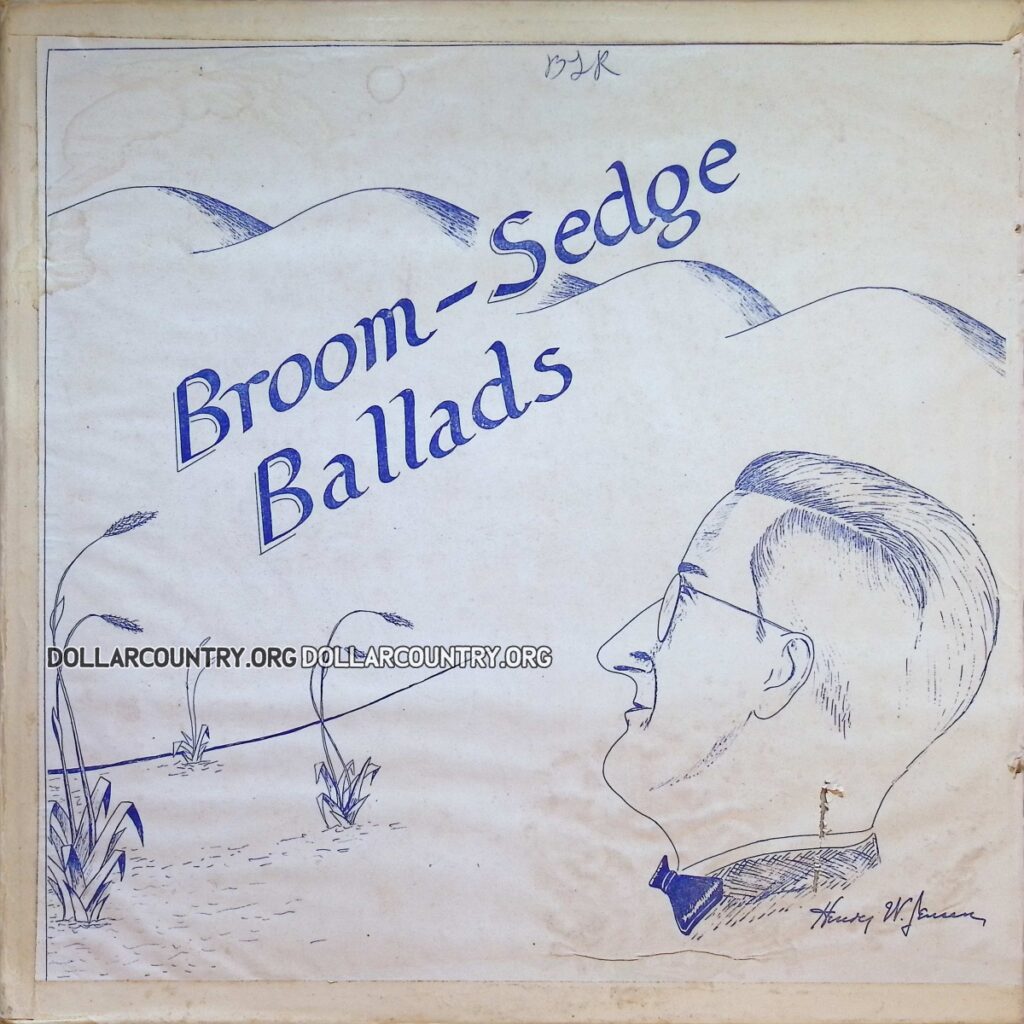 BLR
Broom-Sedge
Ballads
DOLLARCOUNTRY.ORG DOLLARCOUNTRY.ORG
Henry W. Jensen